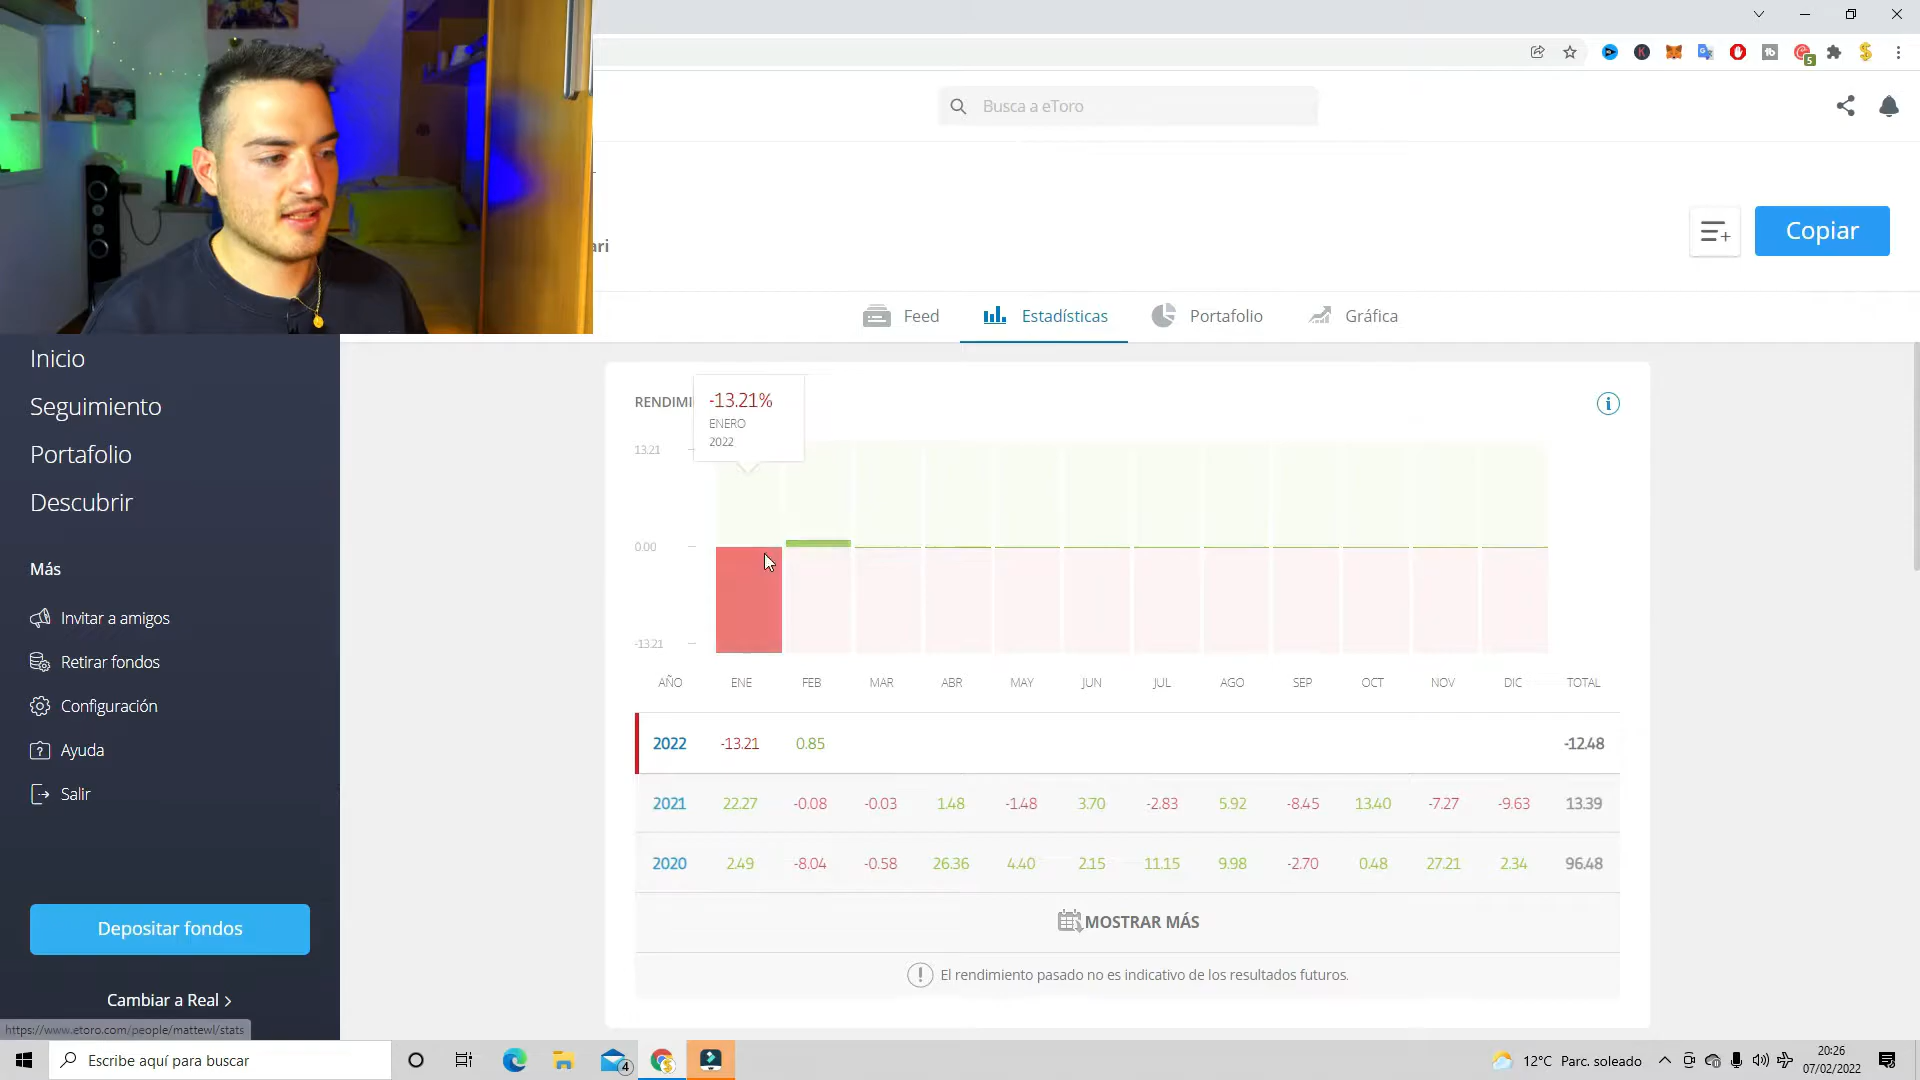 Busca a eToro
5
ari
Copiar
Feed
Estadísticas
Portafolio
Gráfica
Inicio
Seguimiento
Portafolio
Descubrir
Más
Invitar a amigos
Retirar fondos
Configuración
Ayuda
Salir
Depositar fondos
Cambiar a Real >
https://www.etoro.com/people/mattewl/stats
RENDIMI
-13.21%
ENERO
2022
13.21
0.00
-13.21
AÑO ENE FEB MAR ABR MAY JUN JUL AGO SEP OCT NOV DIC TOTAL
2022 -13.21 0.85 -12.48
2021 22.27 -0.08 -0.03 1.48 -1.48 3.70 -2.83 5.92 -8.45 13.40 -7.27 -9.63 13.39
2020 2.49 -8.04 -0.58 26.36 4.40 2.15 11.15 9.98 -2.70 0.48 27.21 2.34 96.48
MOSTRAR MÁS
El rendimiento pasado no es indicativo de los resultados futuros.
Escribe aquí para buscar
4
12°C Parc. soleado
20:26
07/02/2022